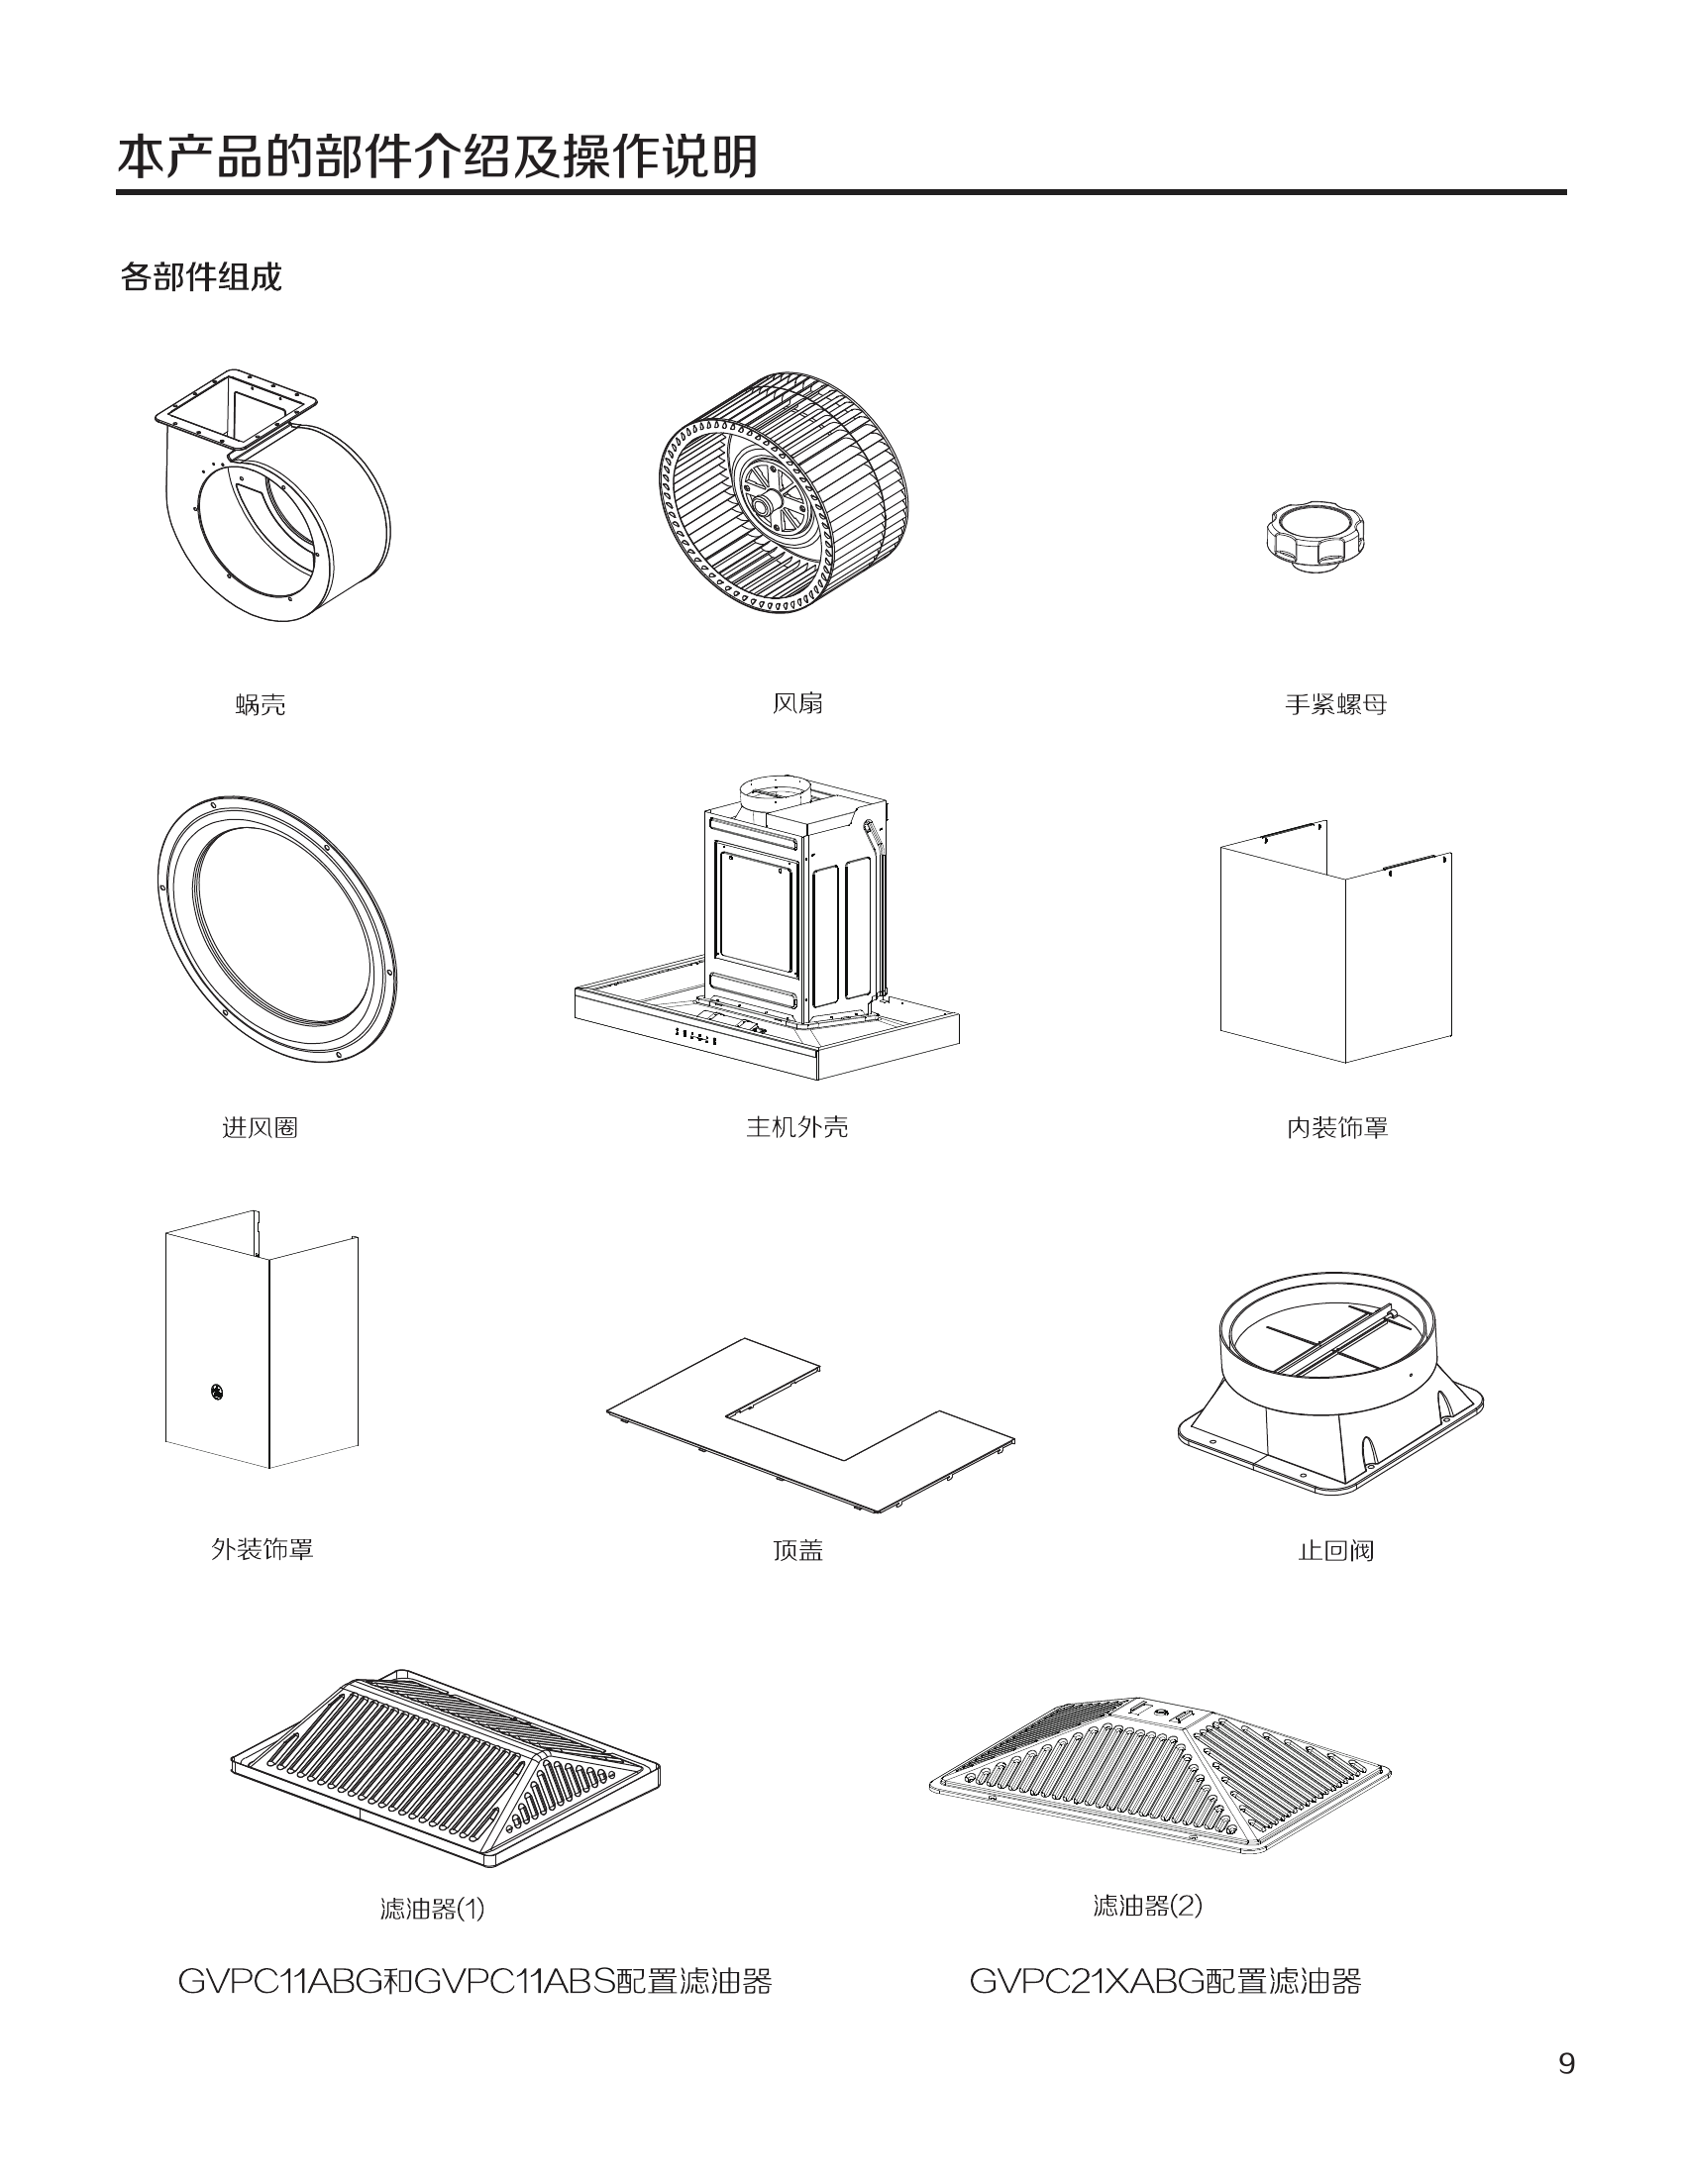 本产品的部件介绍及操作说明
各部件组成
蜗壳
风扇
手紧螺母
进风圈
主机外壳
内装饰罩
外装饰罩
顶盖
止回阀
滤油器(1)
滤油器(2)
GVPC11ABG和GVPC11ABS配置滤油器
GVPC21XABG配置滤油器
9